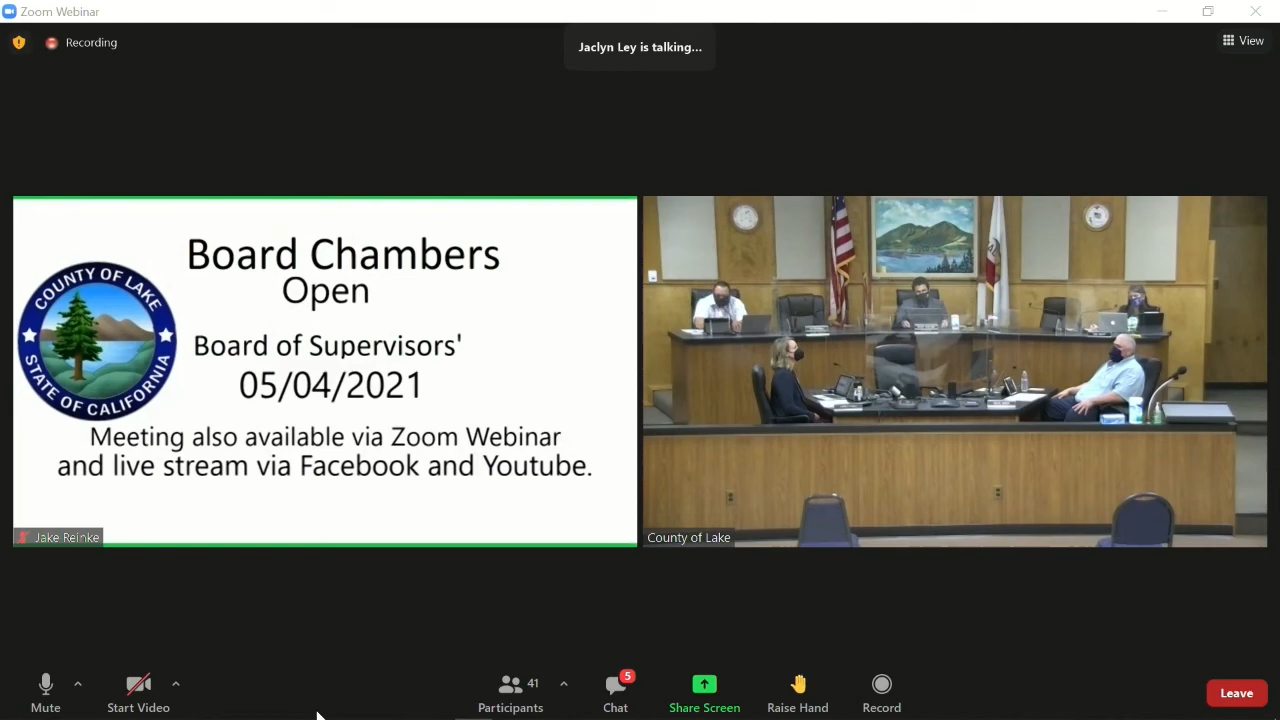 Zoom Webinar
Recording
Jaclyn Ley is talking...
View
Board Chambers
Open
COUNTY OF LAKE
STATE OF CALIFORNIA
Board of Supervisors'
05/04/2021
Meeting also available via Zoom Webinar
and live stream via Facebook and Youtube.
Jake Reinke
County of Lake
Mute
Start Video
41
Participants
5
Chat
Share Screen
Raise Hand
Record
Leave